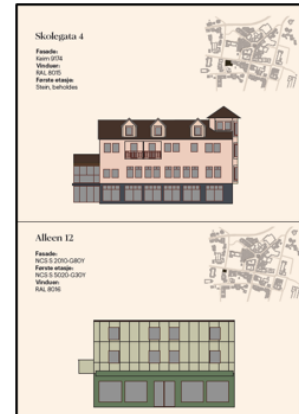 Skolegata 4
Fasade:
Keim 9174
Vinduer:
RAL 8015
Første etasje:
Stein, beholdes
Alleen 12
Fasade:
NCS S 2010-G80Y
Første etasje:
NCS S 5020-G30Y
Vinduer:
RAL 8016